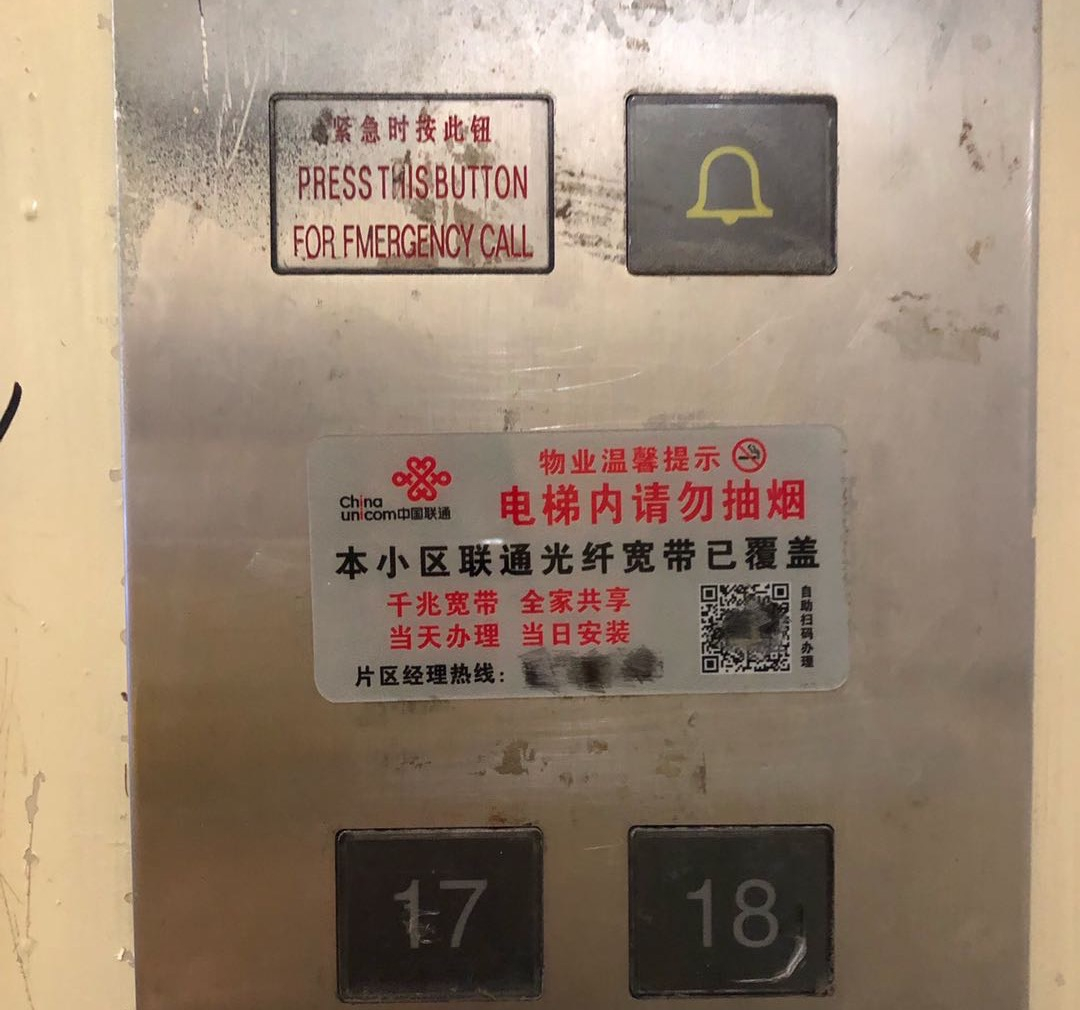 紧急时按此钮
PRESS THIS BUTTON
FOR FMERGENCY CALL
物业温馨提示
电梯内请勿抽烟
China
unicom中国联通
本小区联通光纤宽带已覆盖
千兆宽带 全家共享
当天办理 当日安装
自助扫码办理
片区经理热线:
17
18